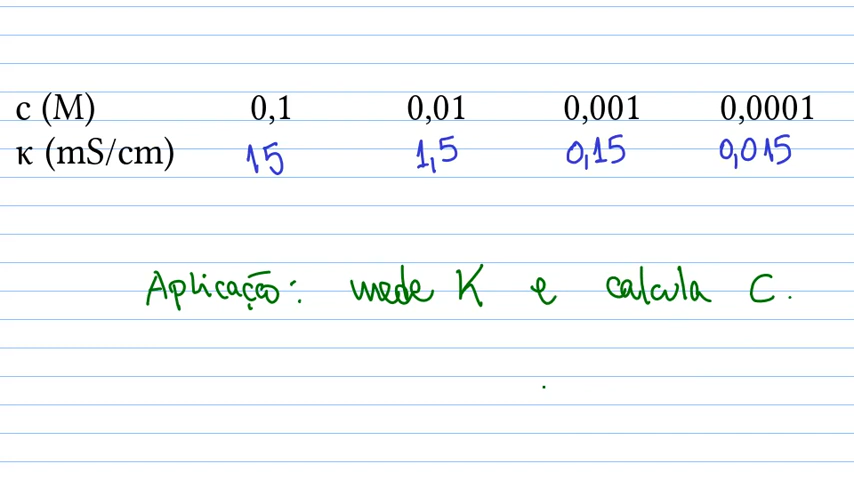 c (M) 0,1 0,01 0,001 0,0001
κ (mS/cm) 15 1,5 0,15 0,015
Aplicação: mede K e calcula C.